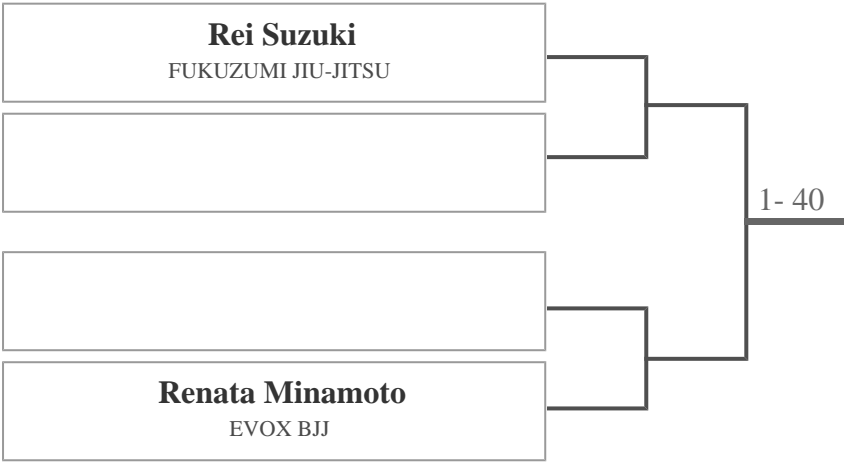 Rei Suzuki
FUKUZUMI JIU-JITSU
1- 40
Renata Minamoto
EVOX BJJ